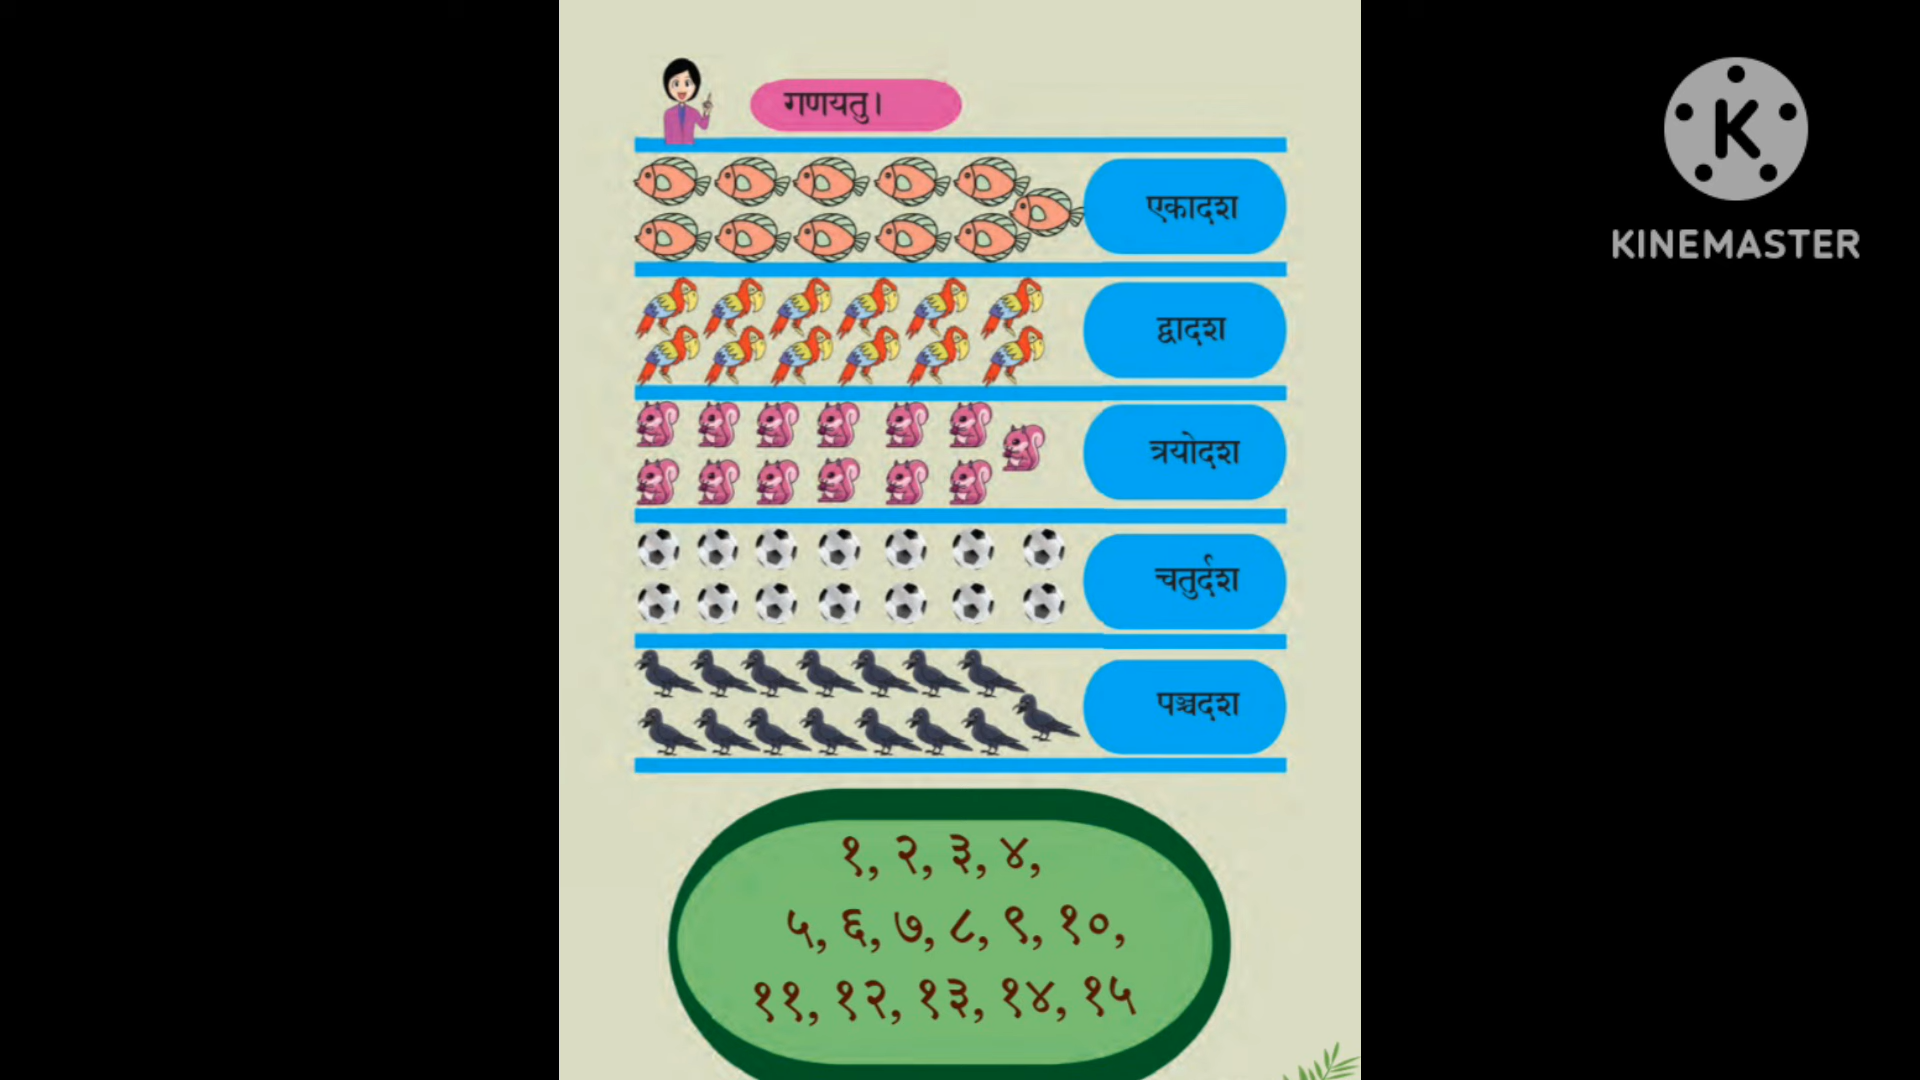 गणयतु।
एकादश
द्वादश
त्रयोदश
चतुर्दश
पञ्चदश
१, २, ३, ४,
५, ६, ७, ८, ९, १०,
११, १२, १३, १४, १५
KINEMASTER